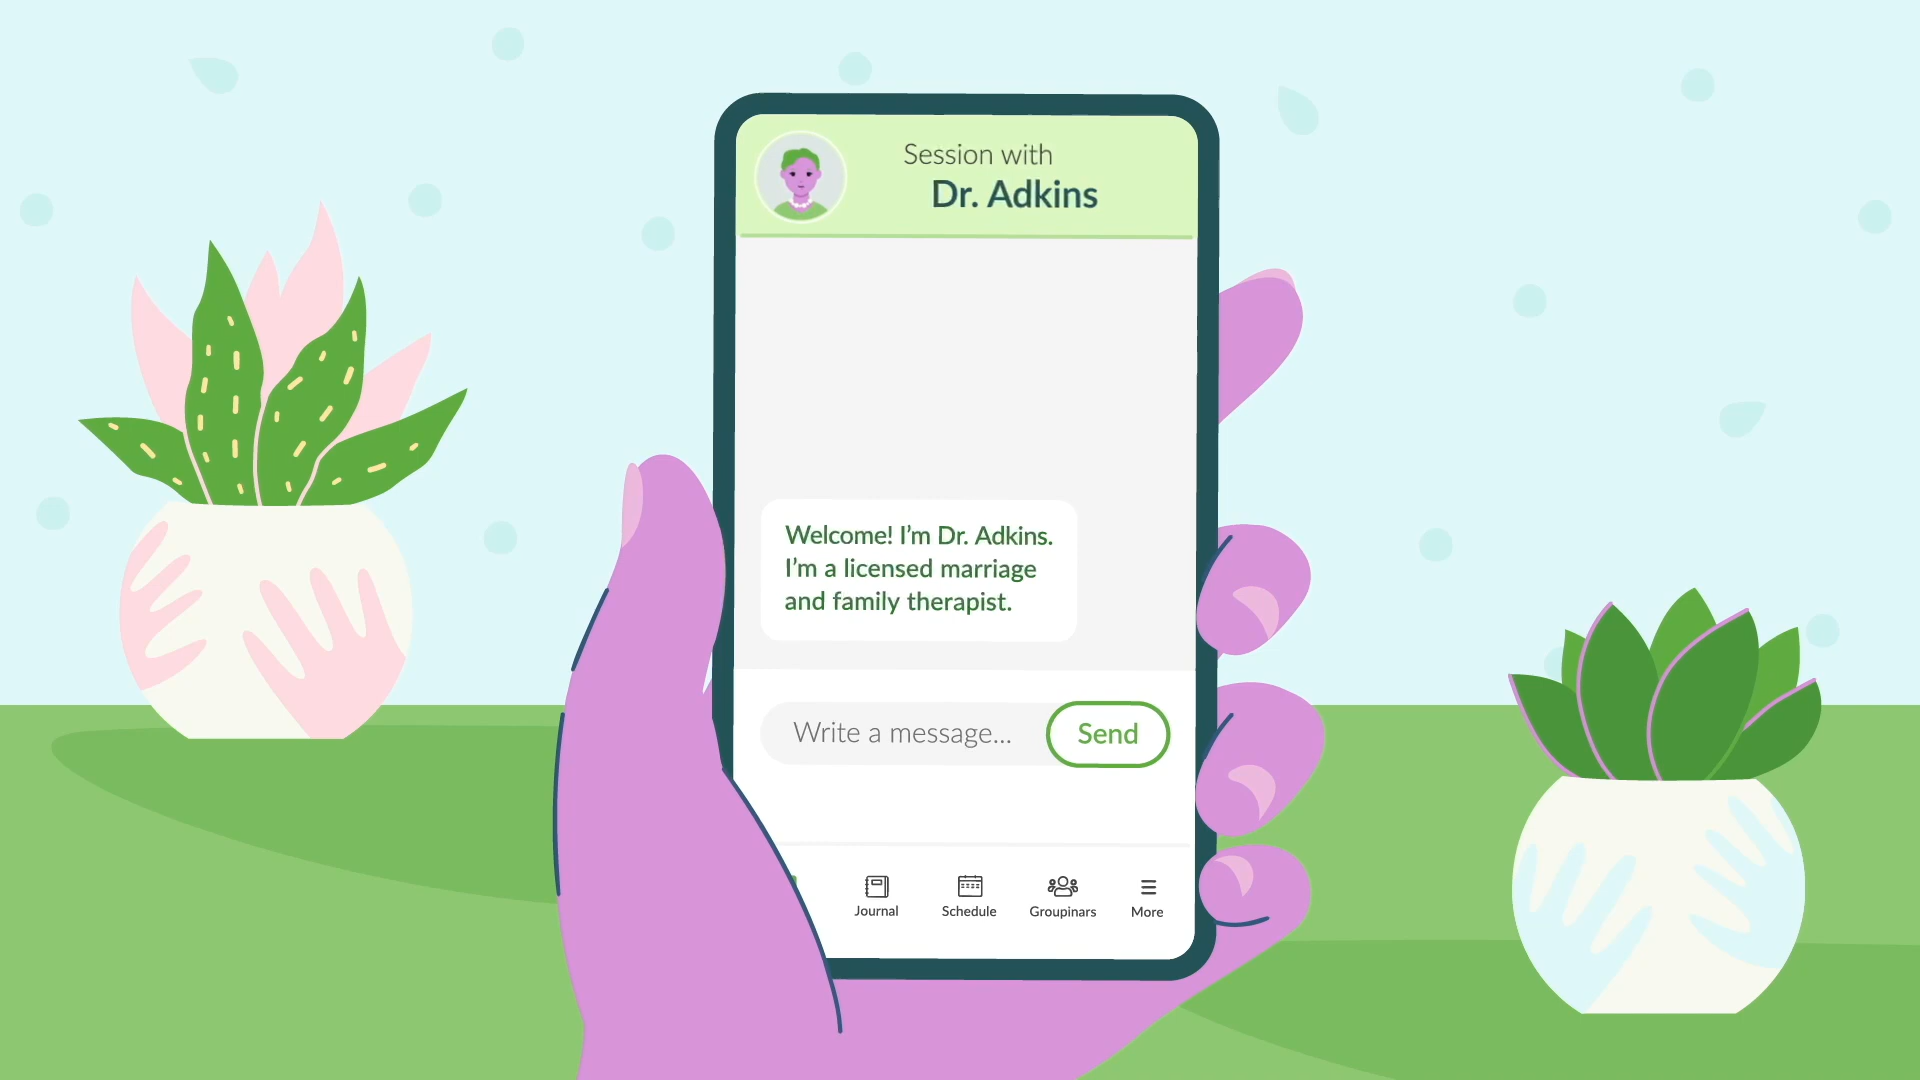 Session with
Dr. Adkins
Welcome! I'm Dr. Adkins.
I'm a licensed marriage
and family therapist.
Write a message...
Send
Journal
Schedule
Groupinars
More